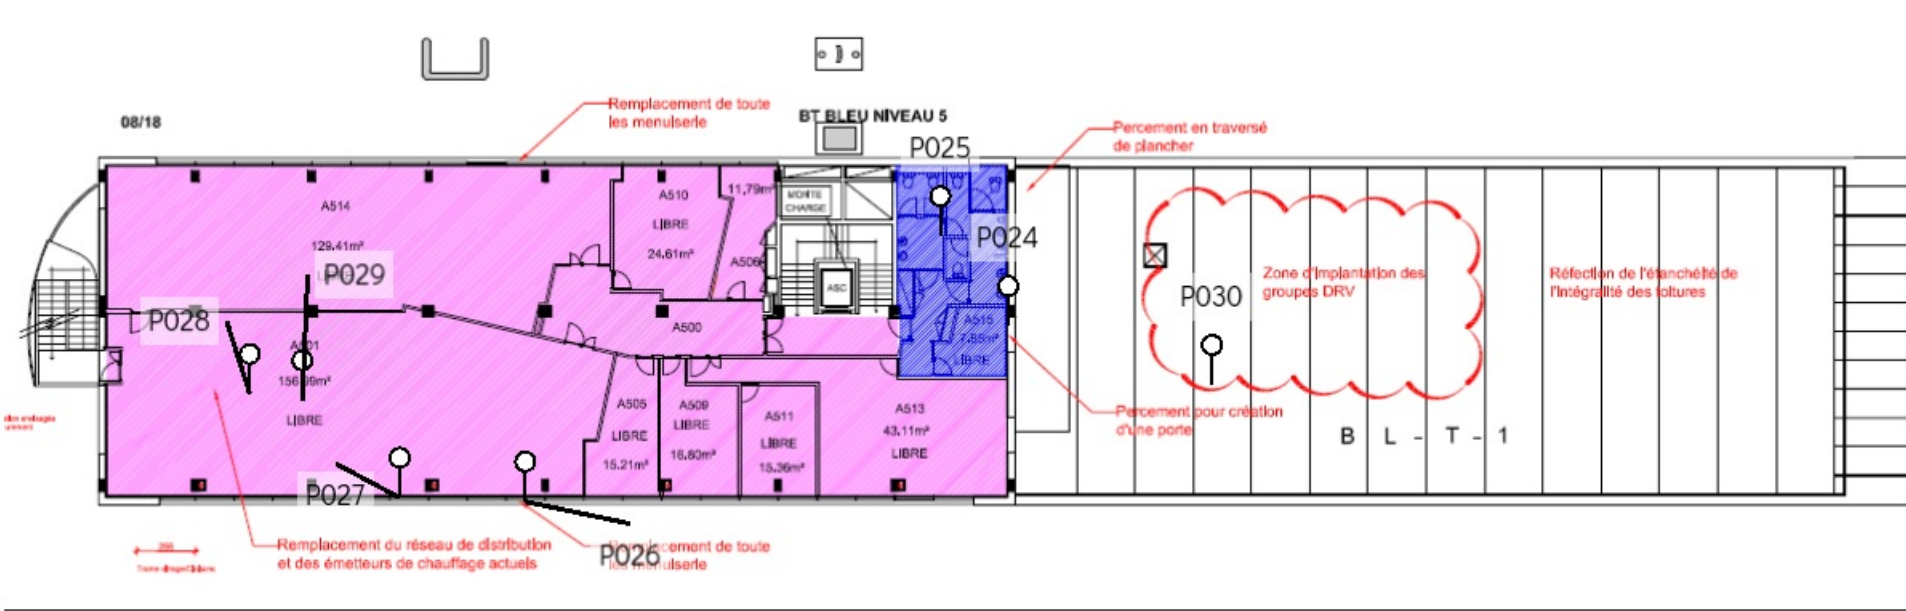 08/18
Remplacement de toute
les menuiserie
BT BLEU NIVEAU 5
Percement en traversé
de plancher
P025
A514
129.41m²
P029
A510
LIBRE
24.61m²
11,79m²
A506
MONTE
CHARGE
ASC
P024
P028
156.99m²
LIBRE
A500
A515
7.85m²
LIBRE
P030
Zone d'implantation des
groupes DRV
Réfection de l'étanchéité de
l'intégralité des toitures
A505
LIBRE
15.21m²
A509
LIBRE
16.80m²
A511
LIBRE
15.36m²
A513
43.11m²
LIBRE
Percement pour création
d'une porte
B L - T - 1
P027
Remplacement du réseau de distribution
et des émetteurs de chauffage actuels
P026
cement de toute